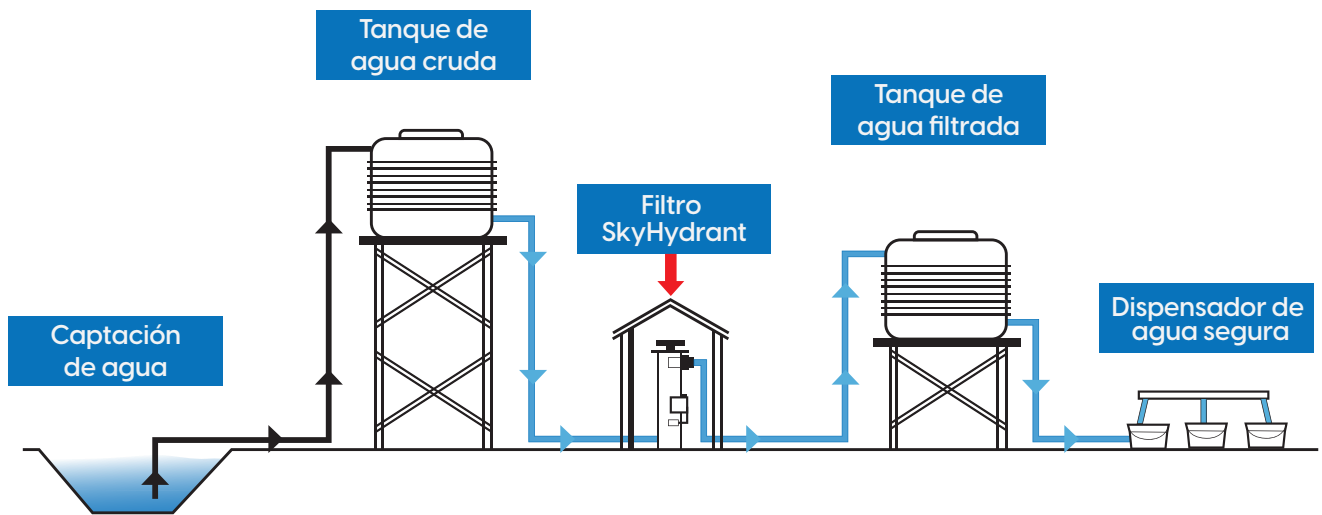 Tanque de
agua cruda
Tanque de
agua filtrada
Filtro
SkyHydrant
Captación
de agua
Dispensador de
agua segura